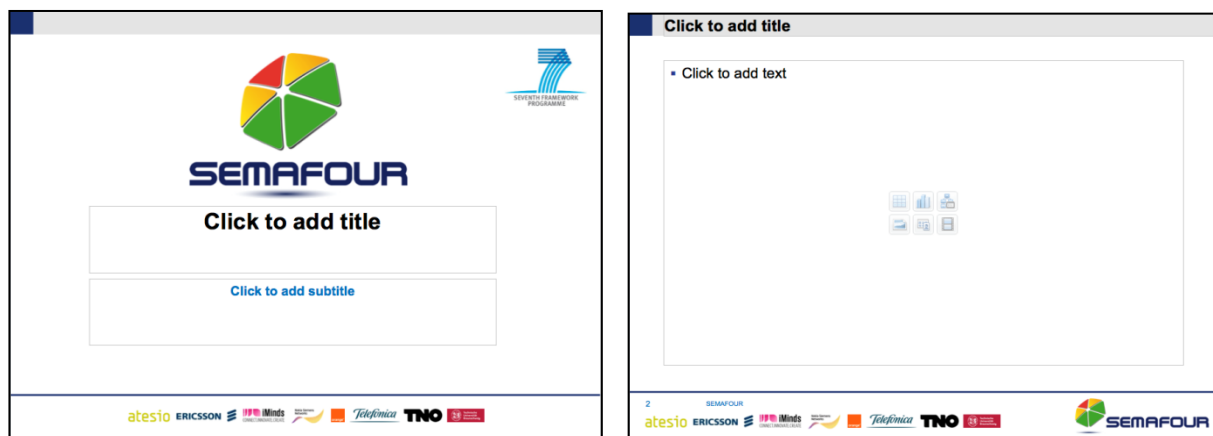 SEVENTH FRAMEWORK
PROGRAMME
SEMAFOUR
Click to add title
Click to add subtitle
atesio ERICSSON iMinds Telefónica TNO
Click to add title
Click to add text
2 SEMAFOUR
atesio ERICSSON iMinds Telefónica TNO
SEMAFOUR